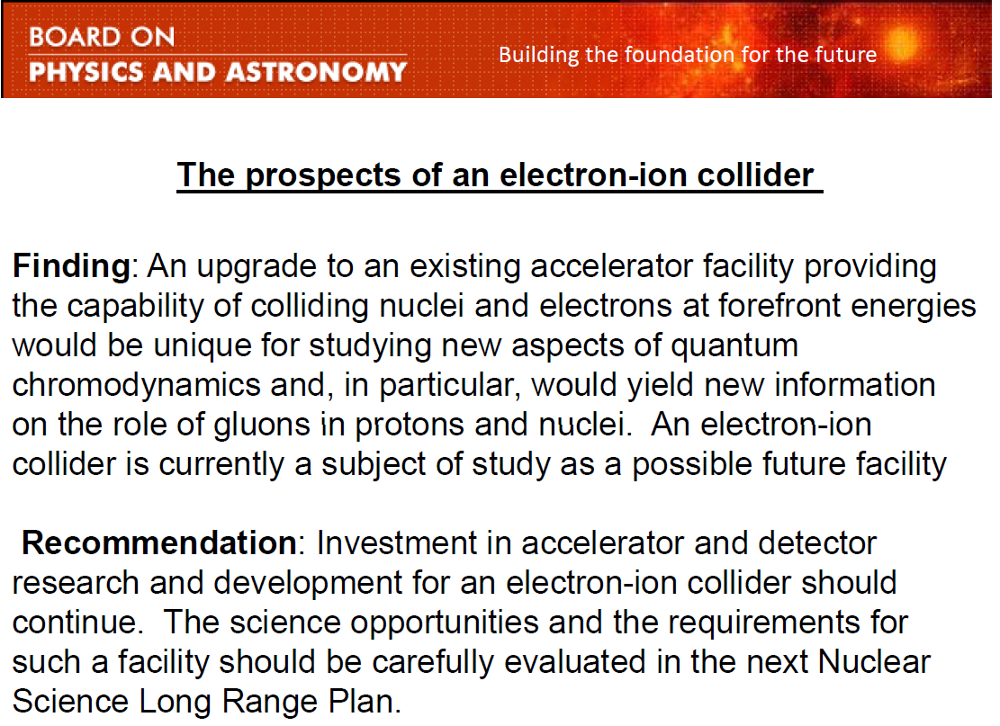 BOARD ON
PHYSICS AND ASTRONOMY
Building the foundation for the future
The prospects of an electron-ion collider
Finding: An upgrade to an existing accelerator facility providing
the capability of colliding nuclei and electrons at forefront energies
would be unique for studying new aspects of quantum
chromodynamics and, in particular, would yield new information
on the role of gluons in protons and nuclei.  An electron-ion
collider is currently a subject of study as a possible future facility
Recommendation: Investment in accelerator and detector
research and development for an electron-ion collider should
continue.  The science opportunities and the requirements for
such a facility should be carefully evaluated in the next Nuclear
Science Long Range Plan.